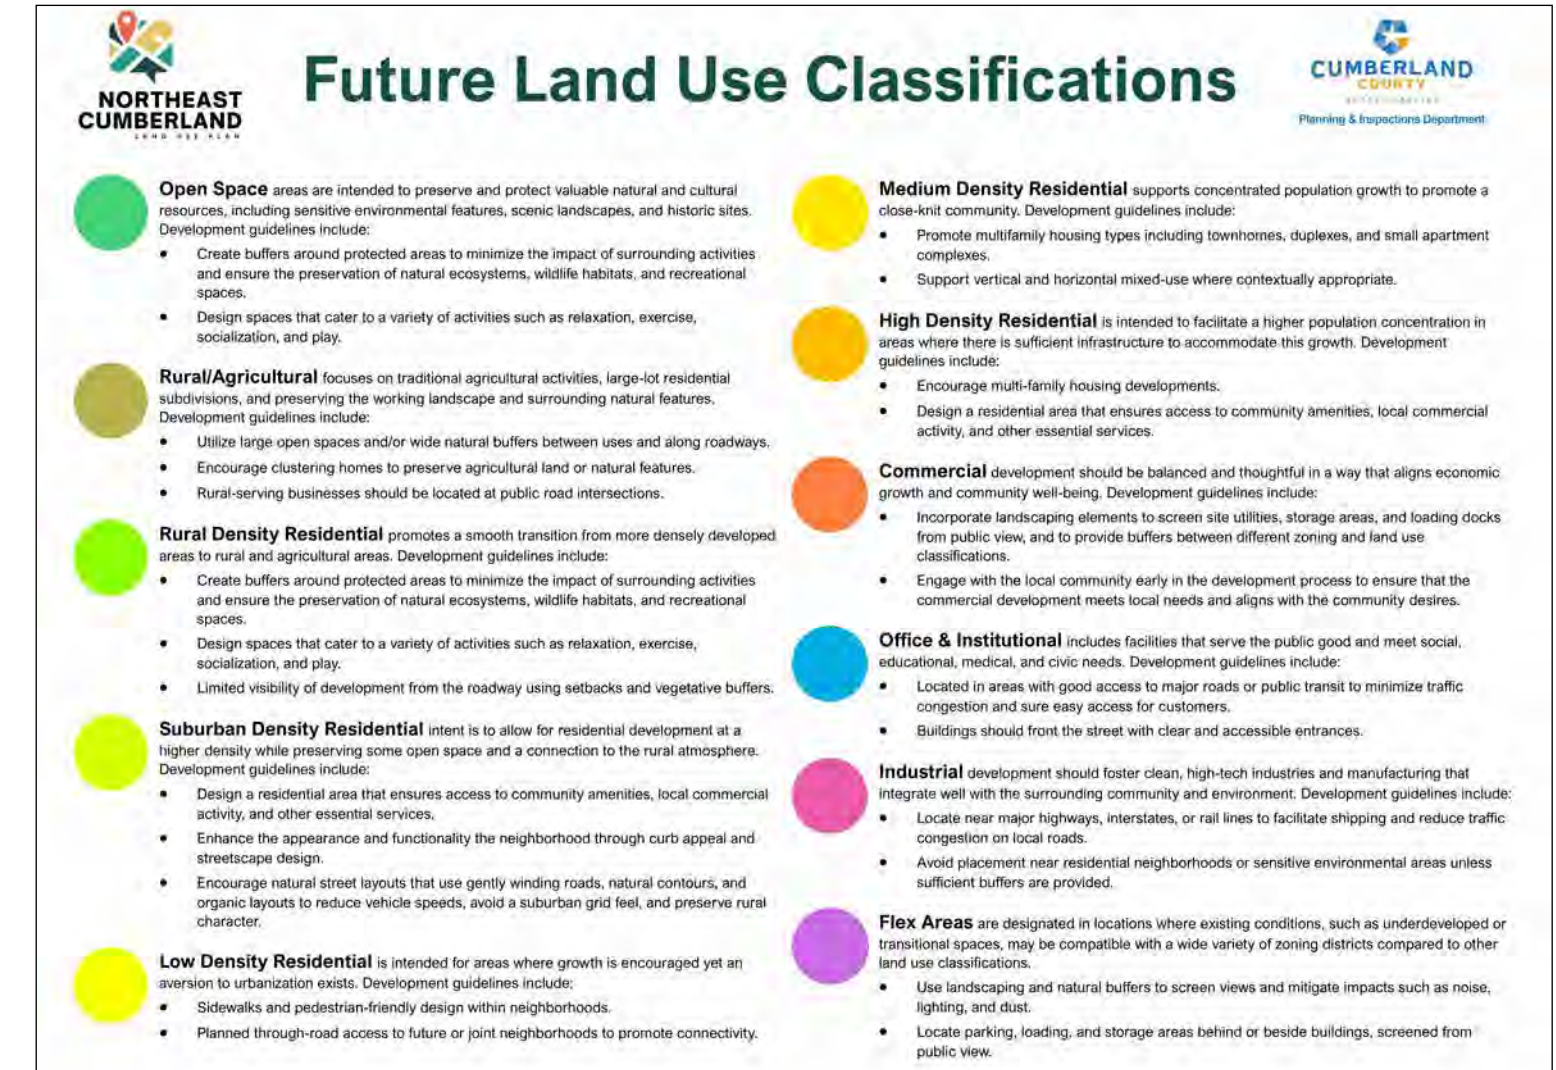 NORTHEAST
CUMBERLAND
LAND USE PLAN
Future Land Use Classifications
CUMBERLAND
COUNTY
Planning & Inspections Department
Open Space areas are intended to preserve and protect valuable natural and cultural
resources, including sensitive environmental features, scenic landscapes, and historic sites.
Development guidelines include:
• Create buffers around protected areas to minimize the impact of surrounding activities
and ensure the preservation of natural ecosystems, wildlife habitats, and recreational
spaces.
• Design spaces that cater to a variety of activities such as relaxation, exercise,
socialization, and play.
Rural/Agricultural focuses on traditional agricultural activities, large-lot residential
subdivisions, and preserving the working landscape and surrounding natural features.
Development guidelines include:
• Utilize large open spaces and/or wide natural buffers between uses and along roadways.
• Encourage clustering homes to preserve agricultural land or natural features.
• Rural-serving businesses should be located at public road intersections.
Rural Density Residential promotes a smooth transition from more densely developed
areas to rural and agricultural areas. Development guidelines include:
• Create buffers around protected areas to minimize the impact of surrounding activities
and ensure the preservation of natural ecosystems, wildlife habitats, and recreational
spaces.
• Design spaces that cater to a variety of activities such as relaxation, exercise,
socialization, and play.
• Limited visibility of development from the roadway using setbacks and vegetative buffers.
Suburban Density Residential intent is to allow for residential development at a
higher density while preserving some open space and a connection to the rural atmosphere.
Development guidelines include:
• Design a residential area that ensures access to community amenities, local commercial
activity, and other essential services.
• Enhance the appearance and functionality the neighborhood through curb appeal and
streetscape design.
• Encourage natural street layouts that use gently winding roads, natural contours, and
organic layouts to reduce vehicle speeds, avoid a suburban grid feel, and preserve rural
character.
Low Density Residential is intended for areas where growth is encouraged yet an
aversion to urbanization exists. Development guidelines include:
• Sidewalks and pedestrian-friendly design within neighborhoods.
• Planned through-road access to future or joint neighborhoods to promote connectivity.
Medium Density Residential supports concentrated population growth to promote a
close-knit community. Development guidelines include:
• Promote multifamily housing types including townhomes, duplexes, and small apartment
complexes.
• Support vertical and horizontal mixed-use where contextually appropriate.
High Density Residential is intended to facilitate a higher population concentration in
areas where there is sufficient infrastructure to accommodate this growth. Development
guidelines include:
• Encourage multi-family housing developments.
• Design a residential area that ensures access to community amenities, local commercial
activity, and other essential services.
Commercial development should be balanced and thoughtful in a way that aligns economic
growth and community well-being. Development guidelines include:
• Incorporate landscaping elements to screen site utilities, storage areas, and loading docks
from public view, and to provide buffers between different zoning and land use
classifications.
• Engage with the local community early in the development process to ensure that the
commercial development meets local needs and aligns with the community desires.
Office & Institutional includes facilities that serve the public good and meet social,
educational, medical, and civic needs. Development guidelines include:
• Located in areas with good access to major roads or public transit to minimize traffic
congestion and sure easy access for customers.
• Buildings should front the street with clear and accessible entrances.
Industrial development should foster clean, high-tech industries and manufacturing that
integrate well with the surrounding community and environment. Development guidelines include:
• Locate near major highways, interstates, or rail lines to facilitate shipping and reduce traffic
congestion on local roads.
• Avoid placement near residential neighborhoods or sensitive environmental areas unless
sufficient buffers are provided.
Flex Areas are designated in locations where existing conditions, such as underdeveloped or
transitional spaces, may be compatible with a wide variety of zoning districts compared to other
land use classifications.
• Use landscaping and natural buffers to screen views and mitigate impacts such as noise,
lighting, and dust.
• Locate parking, loading, and storage areas behind or beside buildings, screened from
public view.